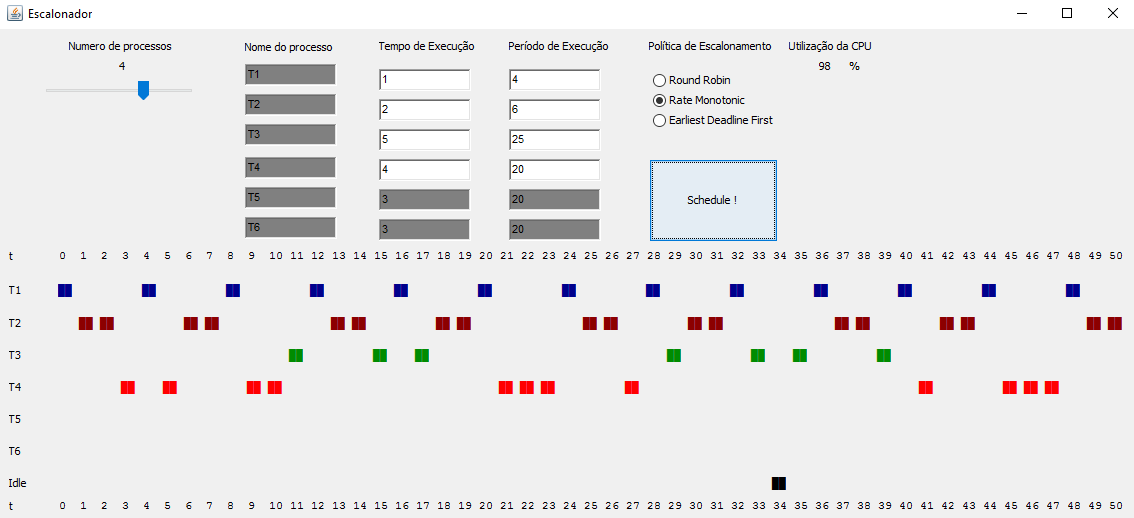 Escalonador
Numero de processos Nome do processo Tempo de Execução Período de Execução Política de Escalonamento Utilização da CPU
4 98 %
T1 1 4 Round Robin
T2 2 6 Rate Monotonic
T3 5 25 Earliest Deadline First
T4 4 20
T5 3 20 Schedule !
T6 3 20
t 0 1 2 3 4 5 6 7 8 9 10 11 12 13 14 15 16 17 18 19 20 21 22 23 24 25 26 27 28 29 30 31 32 33 34 35 36 37 38 39 40 41 42 43 44 45 46 47 48 49 50
T1
T2
T3
T4
T5
T6
Idle
t 0 1 2 3 4 5 6 7 8 9 10 11 12 13 14 15 16 17 18 19 20 21 22 23 24 25 26 27 28 29 30 31 32 33 34 35 36 37 38 39 40 41 42 43 44 45 46 47 48 49 50